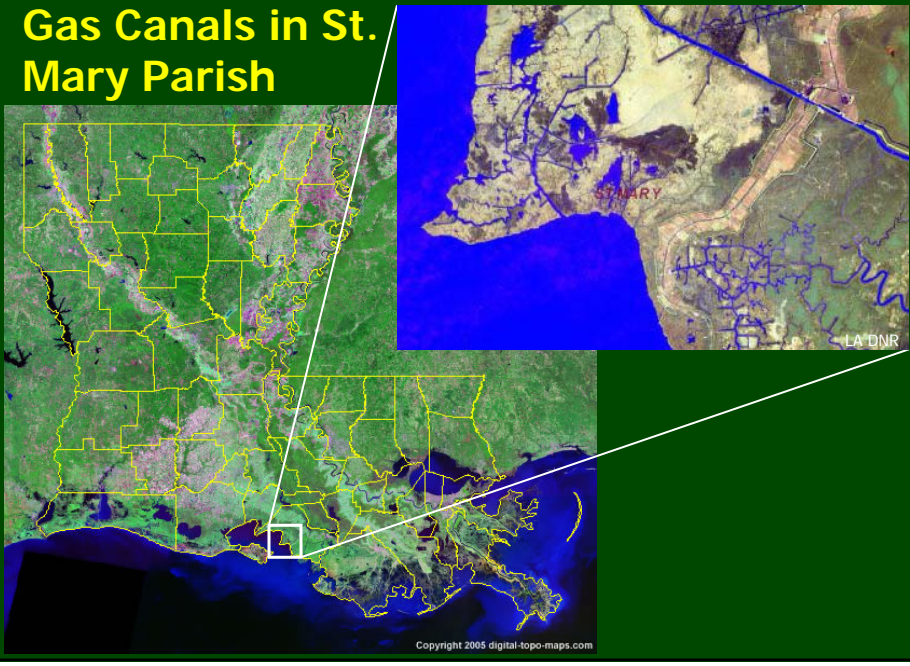 Gas Canals in St.
Mary Parish
ST MARY
LA DNR
Copyright 2005 digital-topo-maps.com